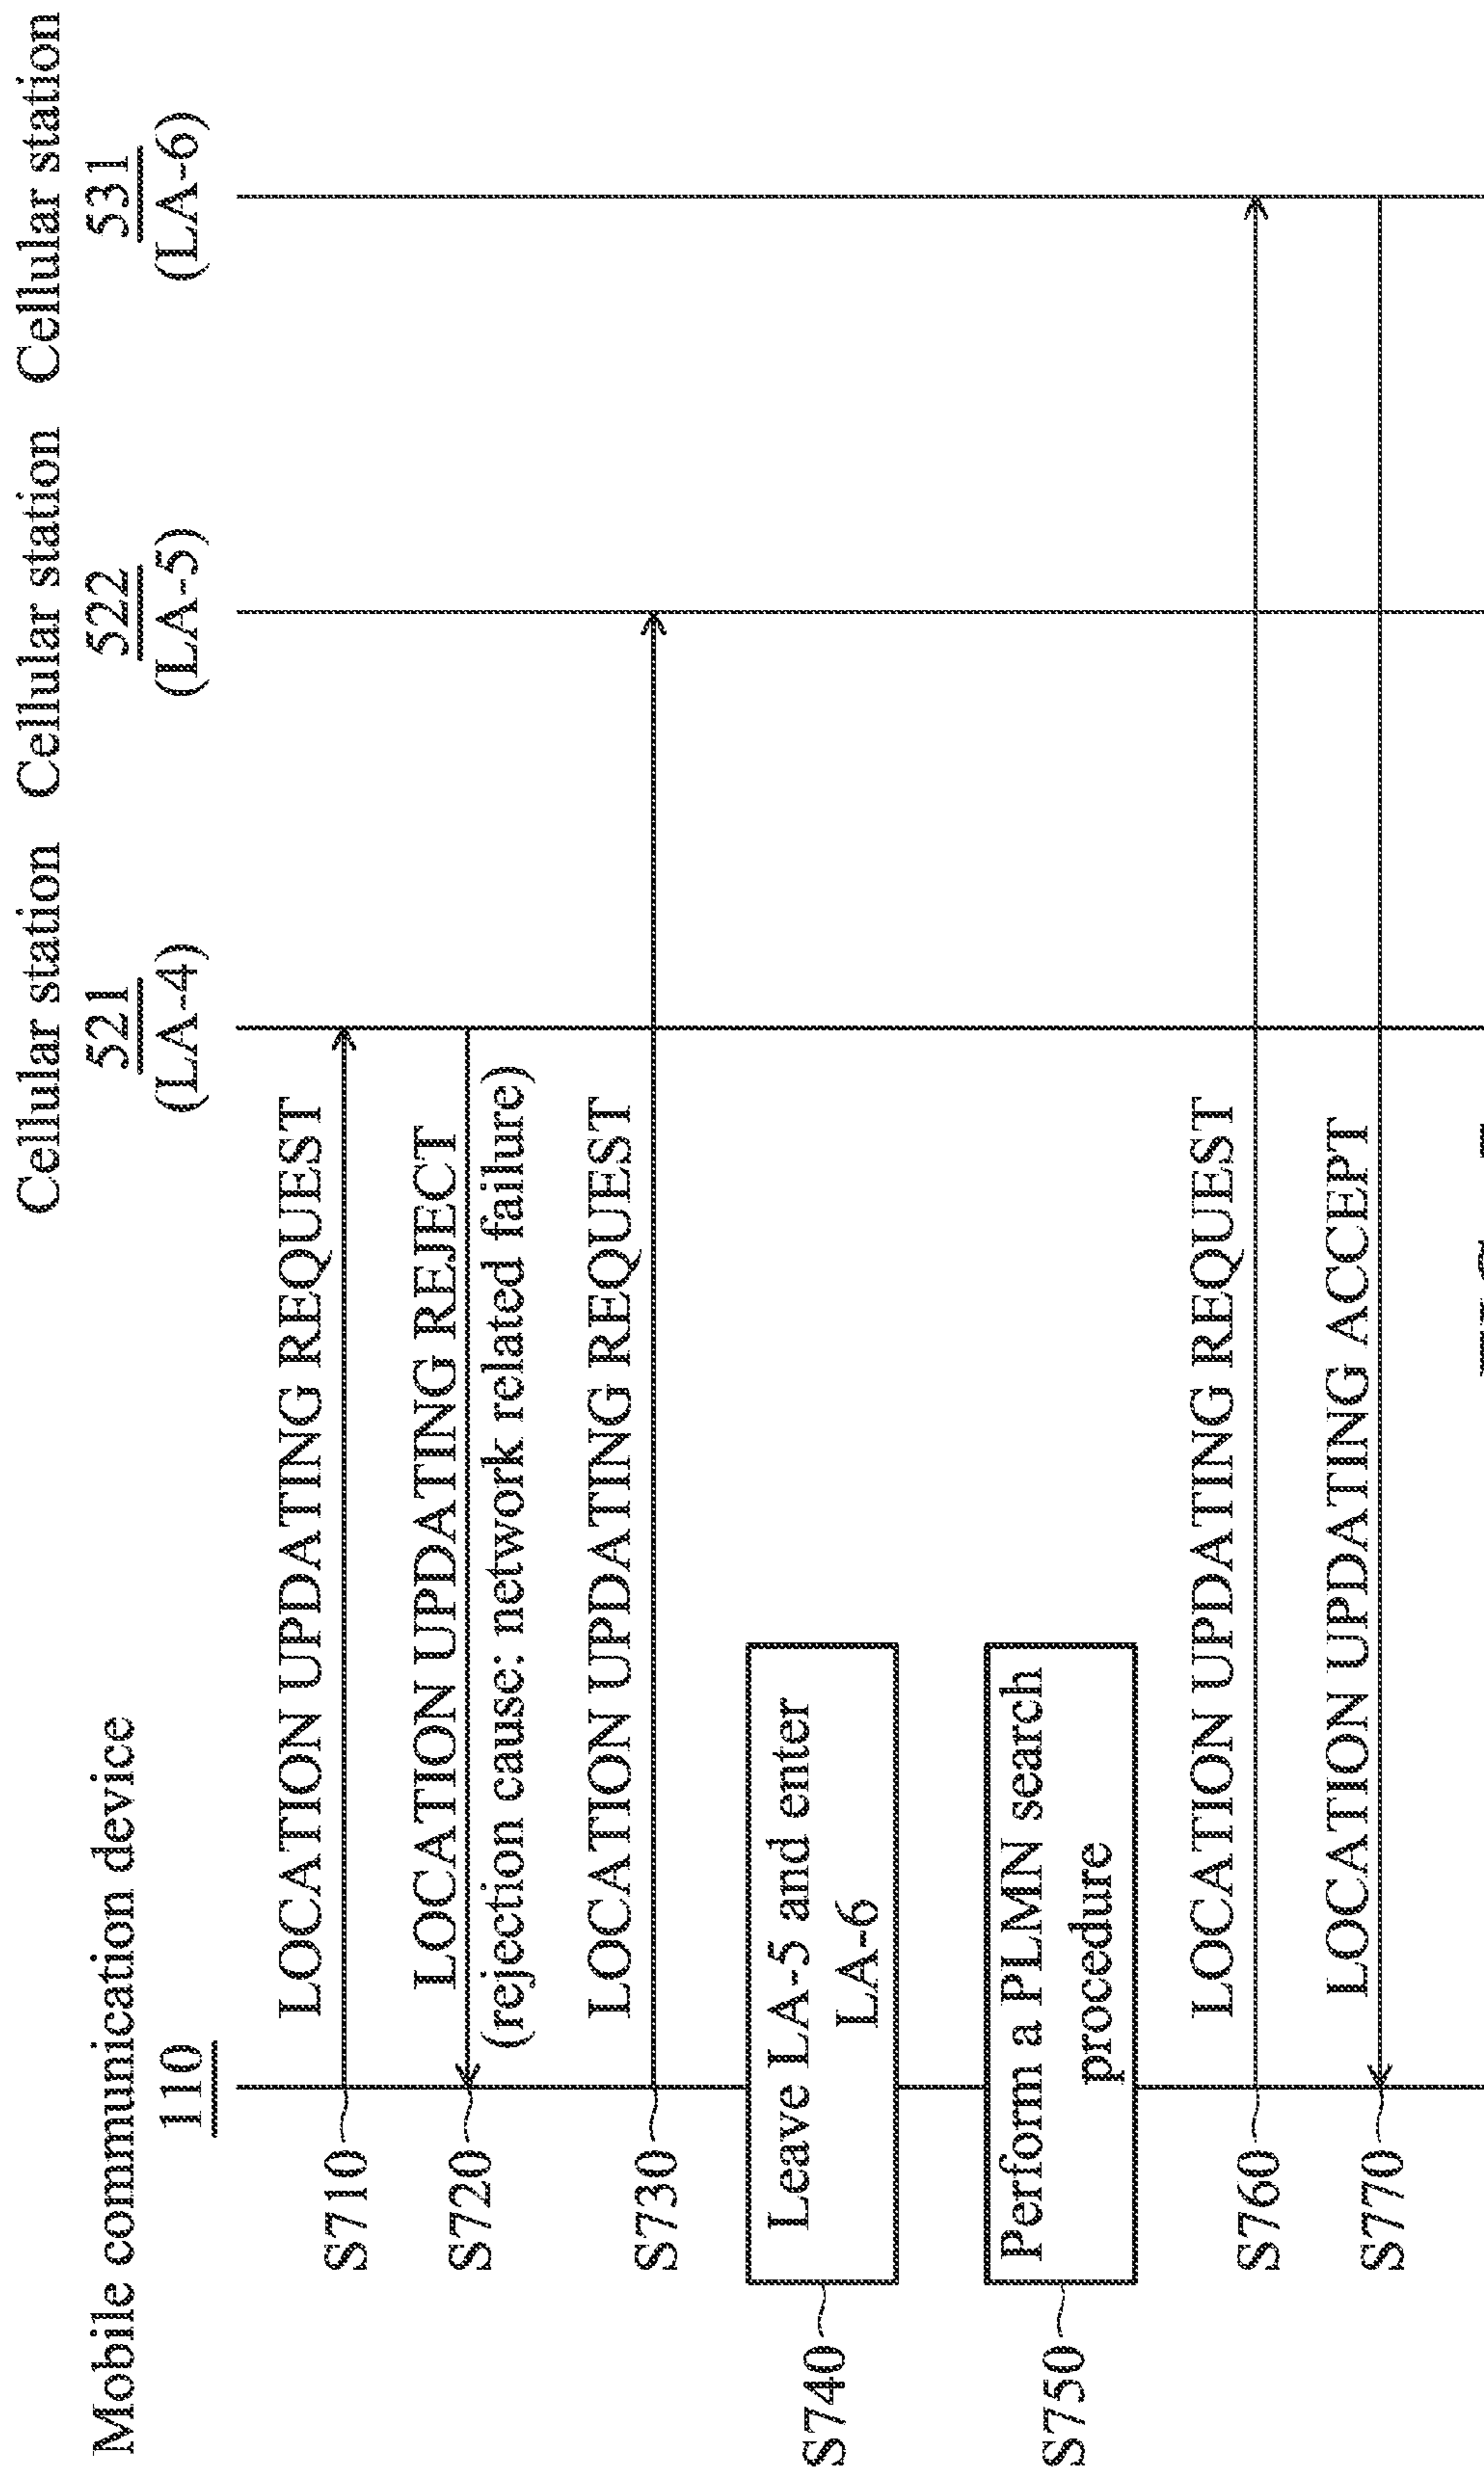 Mobile communication device
110
Cellular station
521
(LA-4)
Cellular station
522
(LA-5)
Cellular station
531
(LA-6)
S710
LOCATION UPDATING REQUEST
S720
LOCATION UPDATING REJECT
(rejection cause: network related failure)
S730
LOCATION UPDATING REQUEST
S740
Leave LA-5 and enter
LA-6
S750
Perform a PLMN search
procedure
S760
LOCATION UPDATING REQUEST
S770
LOCATION UPDATING ACCEPT